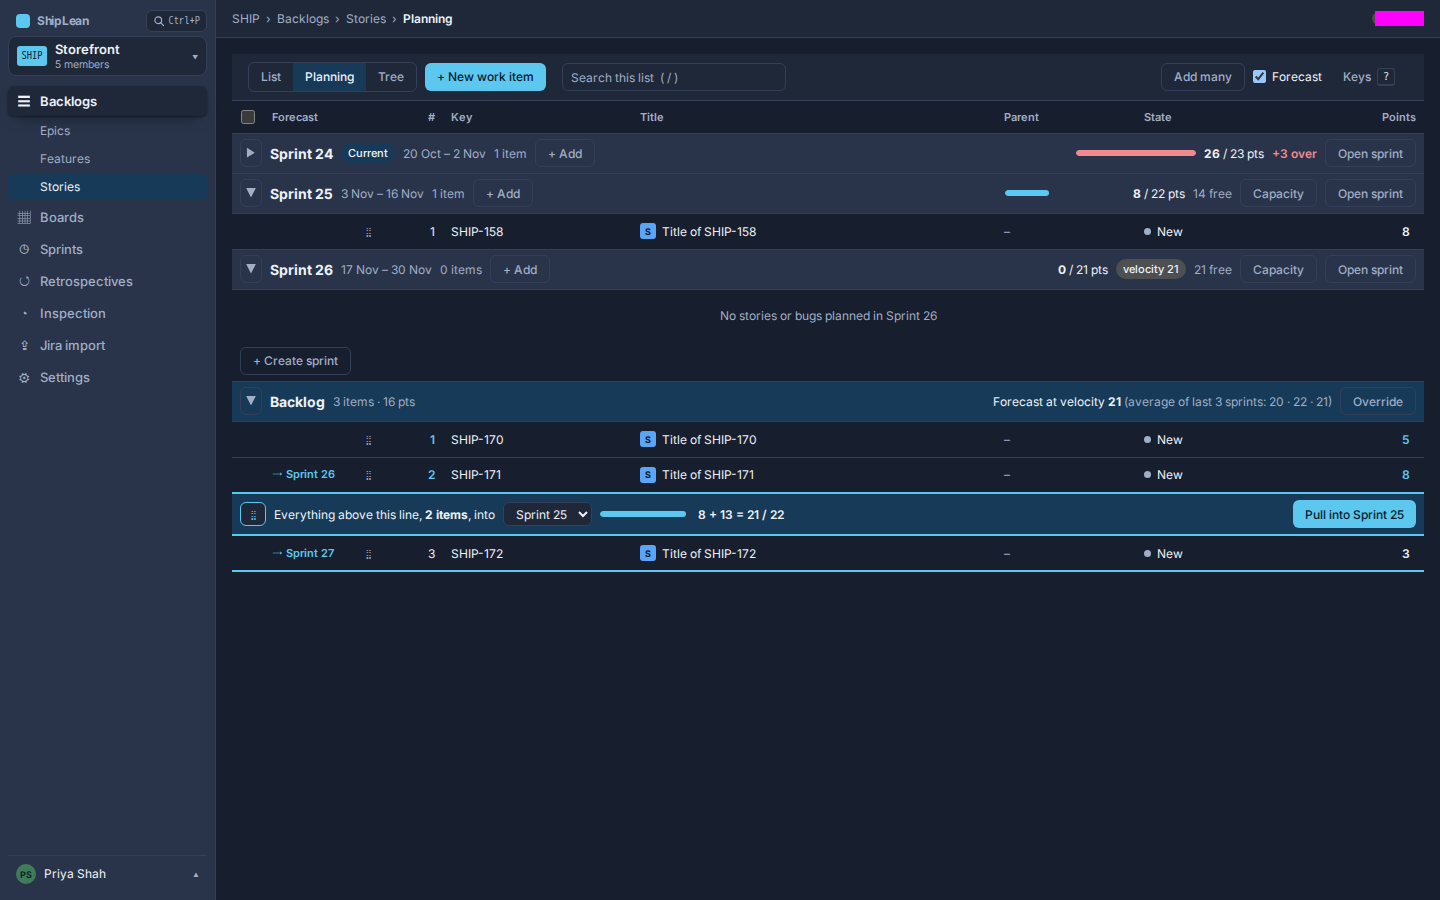 ShipLean Ctrl+P
SHIP Storefront
5 members
Backlogs
Epics
Features
Stories
Boards
Sprints
Retrospectives
Inspection
Jira import
Settings
PS Priya Shah
SHIP › Backlogs › Stories › Planning
List Planning Tree + New work item Search this list ( / ) Add many Forecast Keys ?
Forecast # Key Title Parent State Points
Sprint 24 Current 20 Oct – 2 Nov 1 item + Add 26 / 23 pts +3 over Open sprint
Sprint 25 3 Nov – 16 Nov 1 item + Add 8 / 22 pts 14 free Capacity Open sprint
1 SHIP-158 S Title of SHIP-158 – New 8
Sprint 26 17 Nov – 30 Nov 0 items + Add 0 / 21 pts velocity 21 21 free Capacity Open sprint
No stories or bugs planned in Sprint 26
+ Create sprint
Backlog 3 items · 16 pts Forecast at velocity 21 (average of last 3 sprints: 20 · 22 · 21) Override
1 SHIP-170 S Title of SHIP-170 – New 5
→ Sprint 26 2 SHIP-171 S Title of SHIP-171 – New 8
Everything above this line, 2 items, into Sprint 25 8 + 13 = 21 / 22 Pull into Sprint 25
→ Sprint 27 3 SHIP-172 S Title of SHIP-172 – New 3